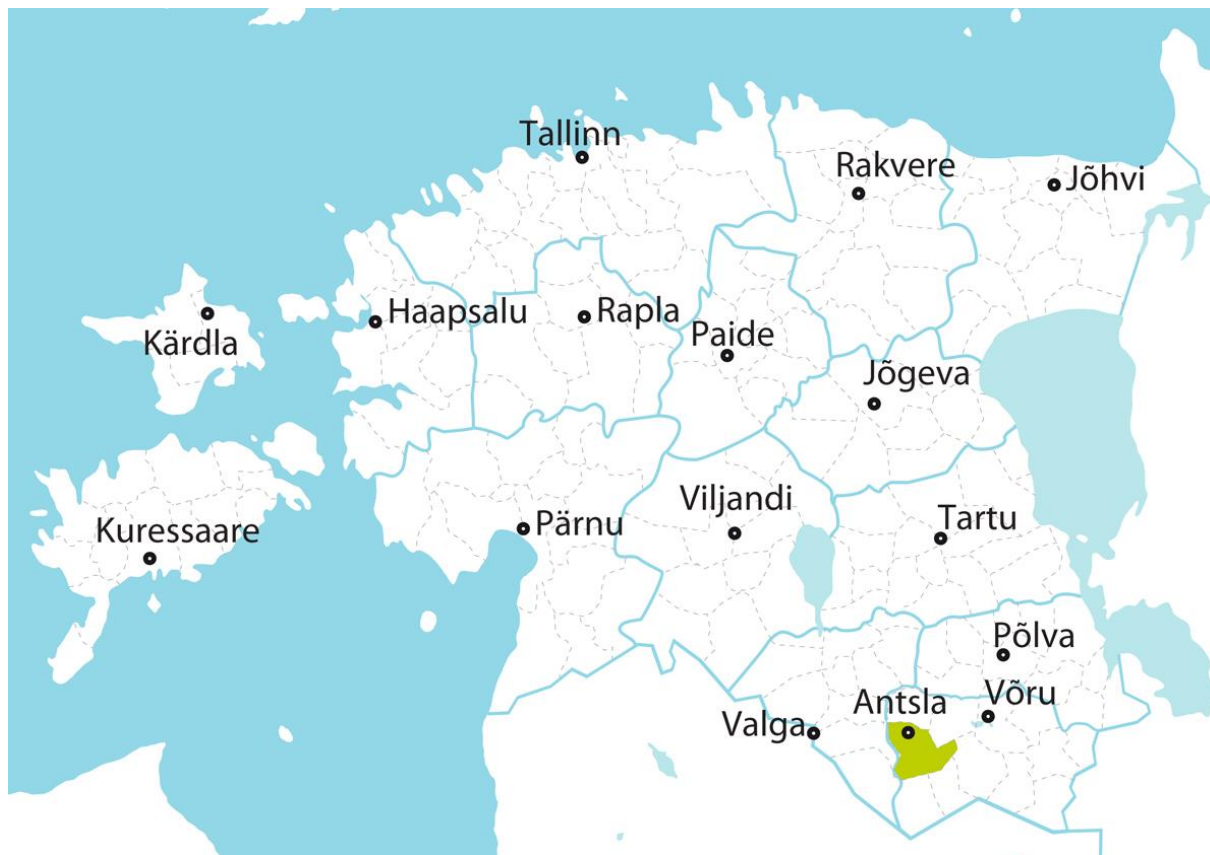 Tallinn
Rakvere
Jõhvi
Haapsalu
Rapla
Kärdla
Paide
Jõgeva
Viljandi
Tartu
Kuressaare
Pärnu
Põlva
Antsla
Võru
Valga